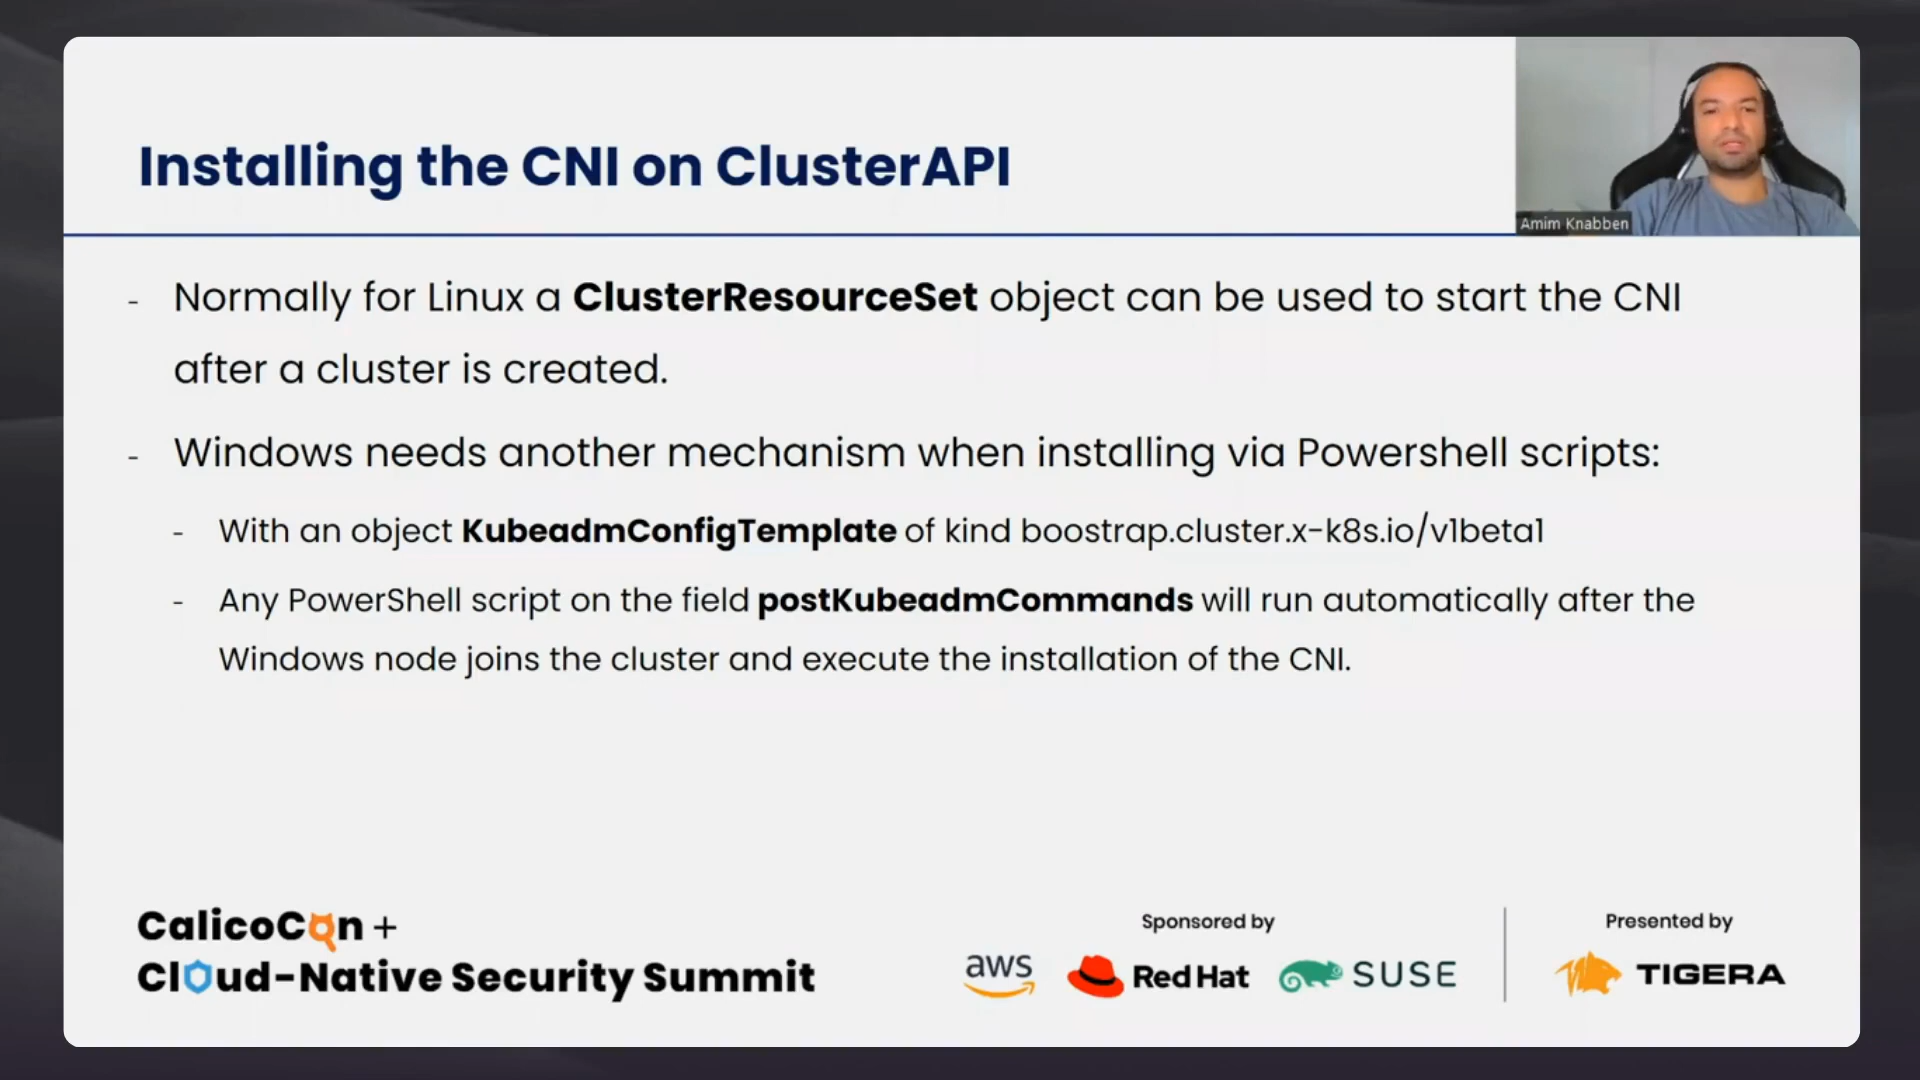 Installing the CNI on ClusterAPI
Amim Knabben
- Normally for Linux a ClusterResourceSet object can be used to start the CNI
after a cluster is created.
- Windows needs another mechanism when installing via Powershell scripts:
- With an object KubeadmConfigTemplate of kind boostrap.cluster.x-k8s.io/v1beta1
- Any PowerShell script on the field postKubeadmCommands will run automatically after the
Windows node joins the cluster and execute the installation of the CNI.
CalicoCon +
Cloud-Native Security Summit
Sponsored by
aws
Red Hat
SUSE
Presented by
TIGERA